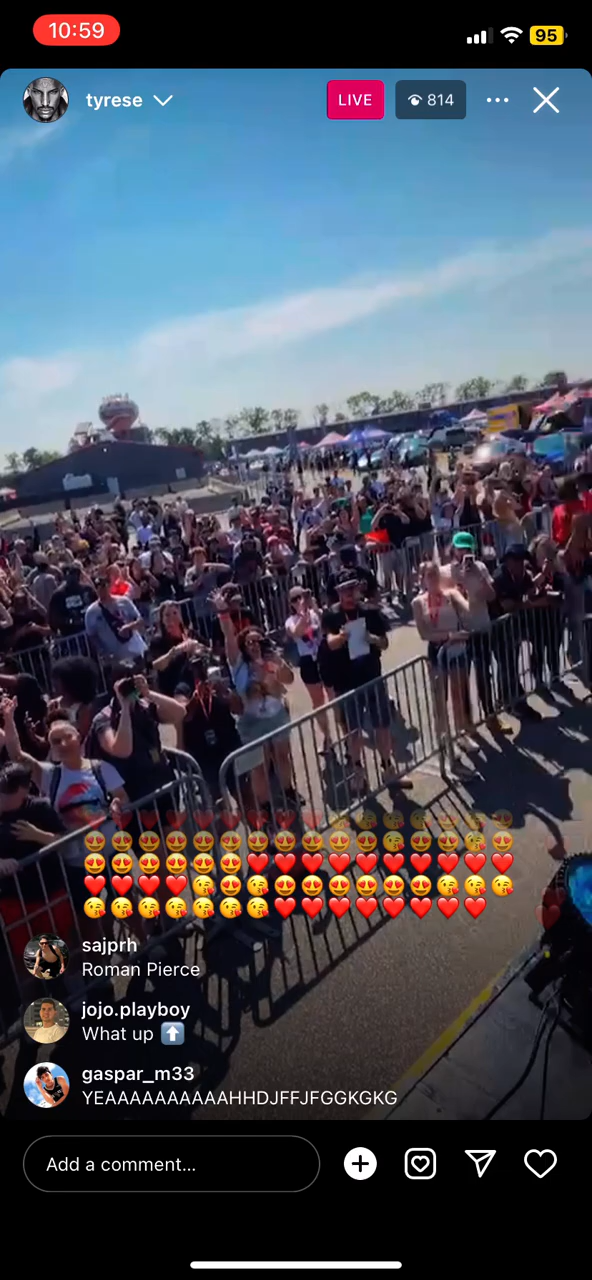 10:59
95
tyrese
LIVE
814
😍😍😍😍😍😍😍😍😍😍😍😘😍😍😘😍
😍😍😍😍😍😍❤️❤️❤️❤️❤️❤️❤️❤️❤️❤️
❤️❤️❤️❤️😘😍😘😍😍😍😍😍😍😘😘😘
😘😘😘😘😘😘😘❤️❤️❤️❤️❤️❤️❤️❤️
sajprh
Roman Pierce
jojo.playboy
What up ⬆️
gaspar_m33
YEAAAAAAAAAAHHDJFFJFGGKGKG
Add a comment...